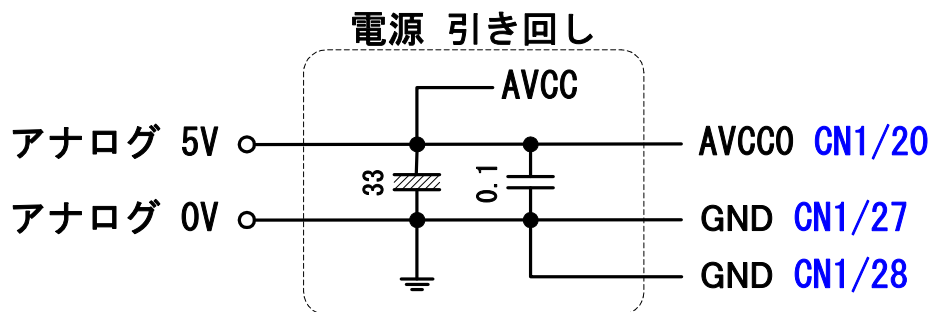 電源 引き回し
AVCC
アナログ 5V
AVCC0 CN1/20
33
0.1
アナログ 0V
GND CN1/27
GND CN1/28